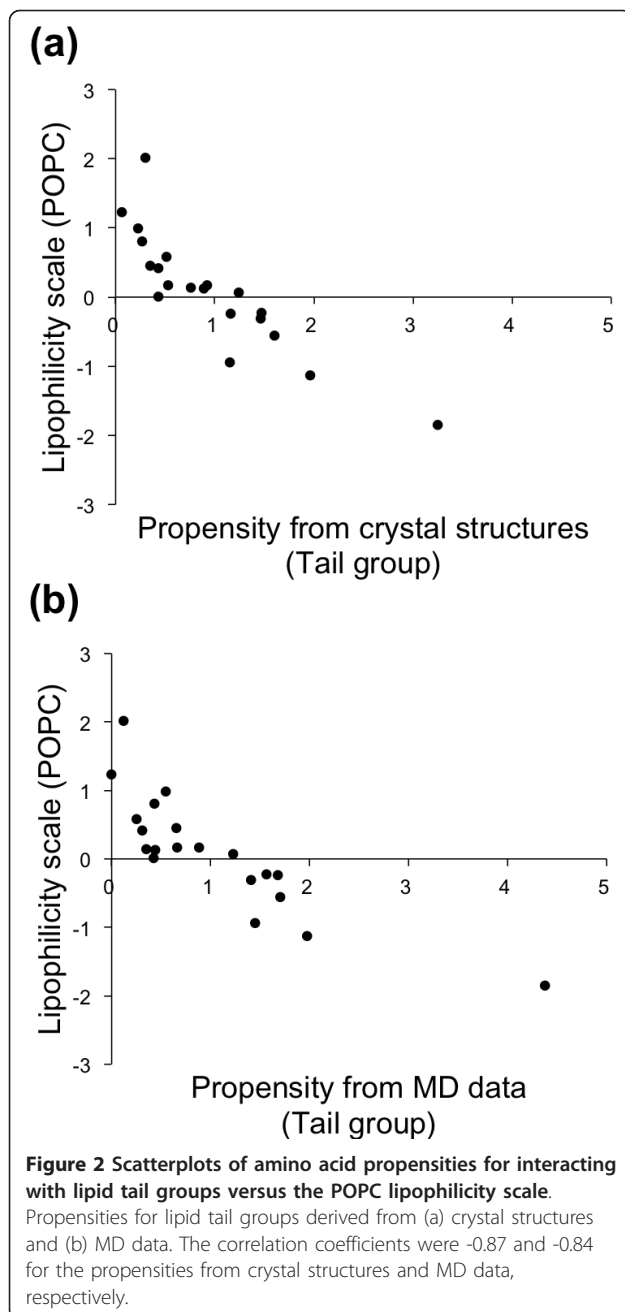 (a)
3
2
1
0
0 1 2 3 4 5
-1
-2
-3
Lipophilicity scale (POPC)
Propensity from crystal structures
(Tail group)
(b)
3
2
1
0
0 1 2 3 4 5
-1
-2
-3
Lipophilicity scale (POPC)
Propensity from MD data
(Tail group)
Figure 2 Scatterplots of amino acid propensities for interacting
with lipid tail groups versus the POPC lipophilicity scale.
Propensities for lipid tail groups derived from (a) crystal structures
and (b) MD data. The correlation coefficients were -0.87 and -0.84
for the propensities from crystal structures and MD data,
respectively.